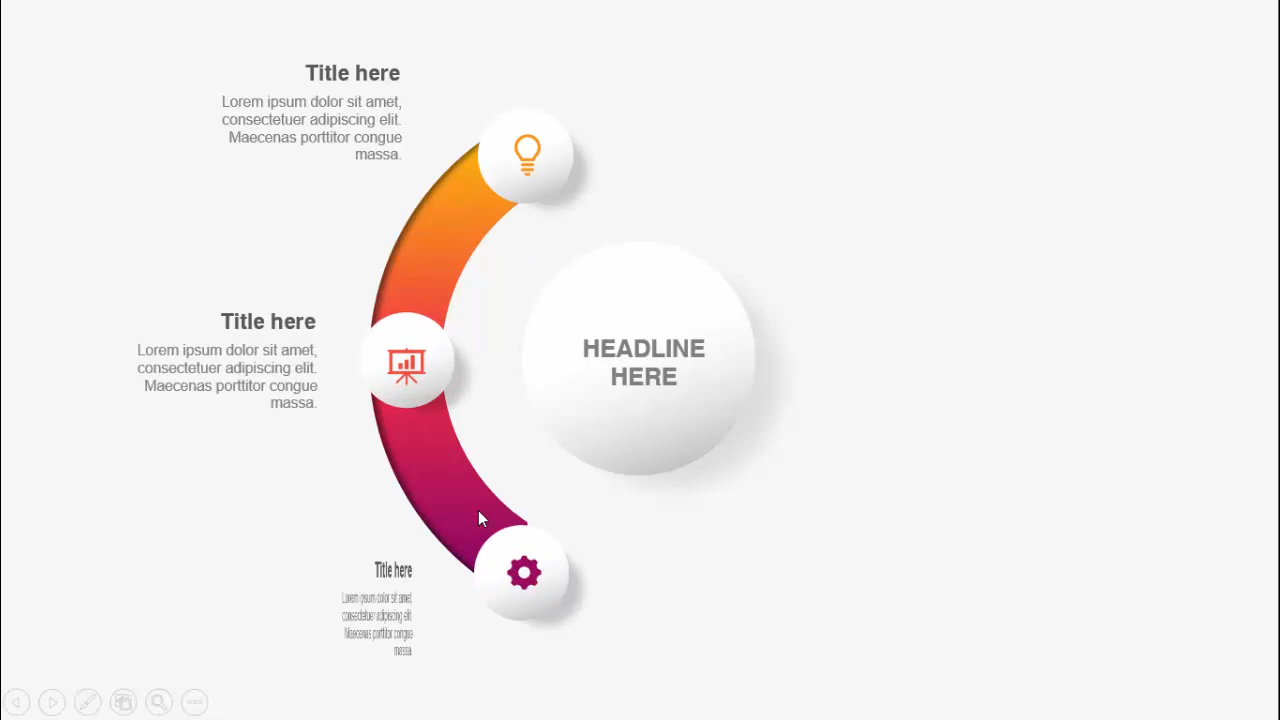 Title here
Lorem ipsum dolor sit amet,
consectetuer adipiscing elit.
Maecenas porttitor congue
massa.
Title here
Lorem ipsum dolor sit amet,
consectetuer adipiscing elit.
Maecenas porttitor congue
massa.
HEADLINE
HERE
Title here
Lorem ipsum dolor sit amet,
consectetuer adipiscing elit.
Maecenas porttitor congue
massa.